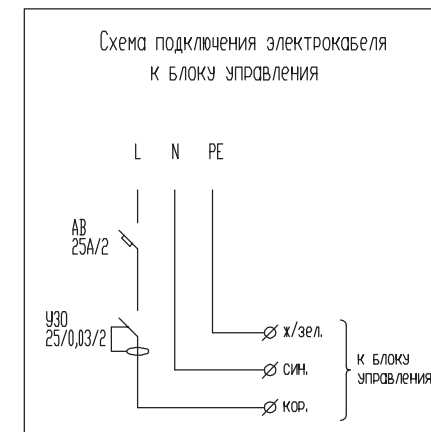 Схема подключения электрокабеля
к блоку управления
L N PE
АВ
25А/2
УЗО
25/0,03/2
ж/зел.
син.
кор.
к блоку
управления